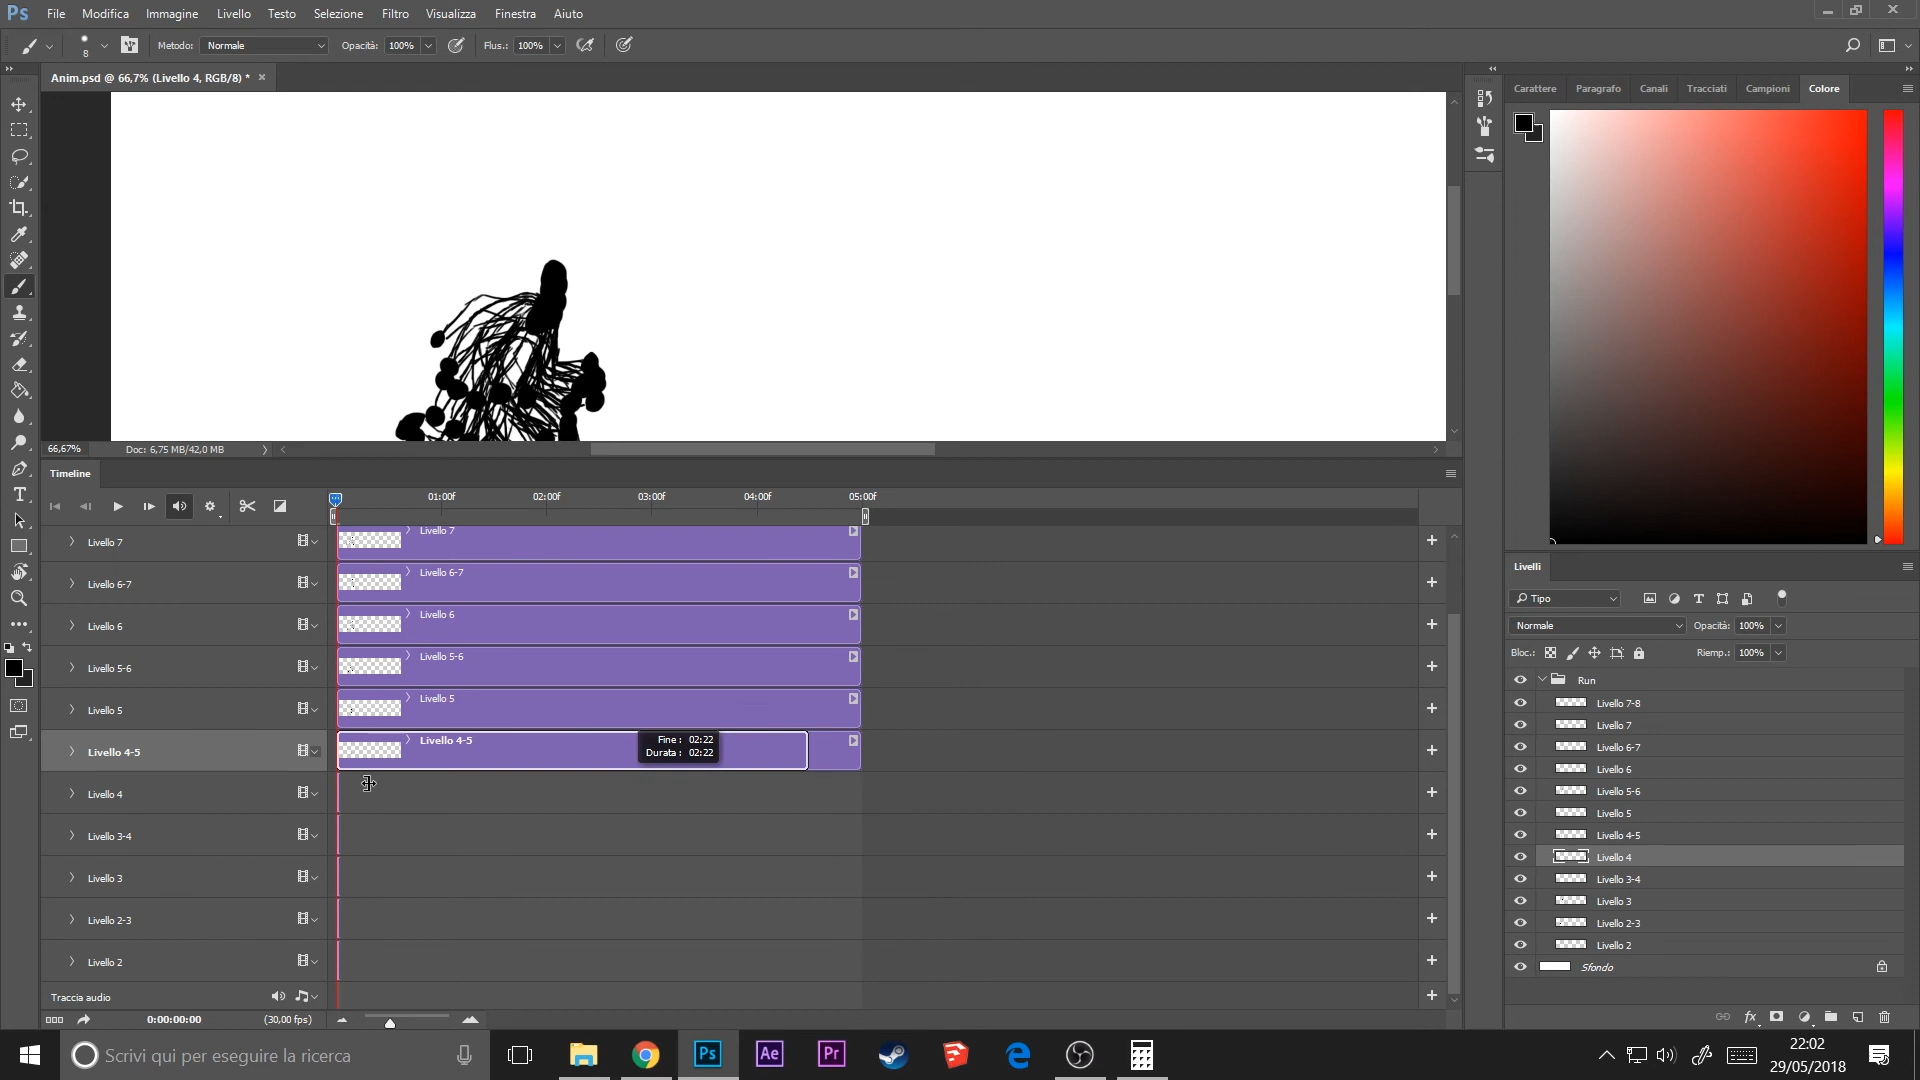 Ps File Modifica Immagine Livello Testo Selezione Filtro Visualizza Finestra Aiuto
8 Metodo: Normale Opacità: 100% Flus.: 100%
Anim.psd @ 66,7% (Livello 4, RGB/8) * ×
Carattere Paragrafo Canali Tracciati Campioni Colore
66,67% Doc: 6,75 MB/42,0 MB
Timeline
01:00f 02:00f 03:00f 04:00f 05:00f
Livello 7 Livello 7
Livello 6-7 Livello 6-7
Livello 6 Livello 6
Livello 5-6 Livello 5-6
Livello 5 Livello 5
Livello 4-5 Livello 4-5
Fine : 02:22
Durata : 02:22
Livello 4
Livello 3-4
Livello 3
Livello 2-3
Livello 2
Traccia audio
0:00:00:00 (30,00 fps)
Livelli
Tipo
Normale Opacità: 100%
Bloc.: Riemp.: 100%
Run
Livello 7-8
Livello 7
Livello 6-7
Livello 6
Livello 5-6
Livello 5
Livello 4-5
Livello 4
Livello 3-4
Livello 3
Livello 2-3
Livello 2
Sfondo
fx
Scrivi qui per eseguire la ricerca
Ps Ae Pr
22:02
29/05/2018